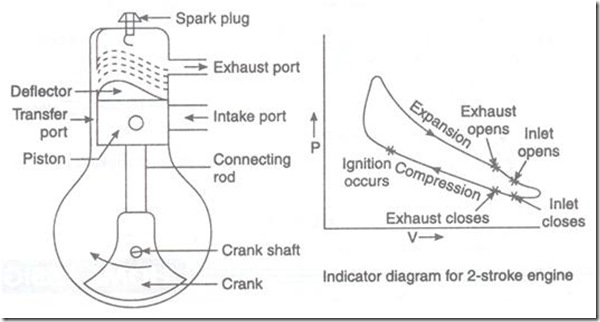 Spark plug
Exhaust port
Deflector
Transfer
port
Intake port
Piston
Connecting
rod
Crank shaft
Crank
P
Expansion
Exhaust
opens
Inlet
opens
Ignition
occurs
Compression
Exhaust closes
Inlet
closes
V
Indicator diagram for 2-stroke engine